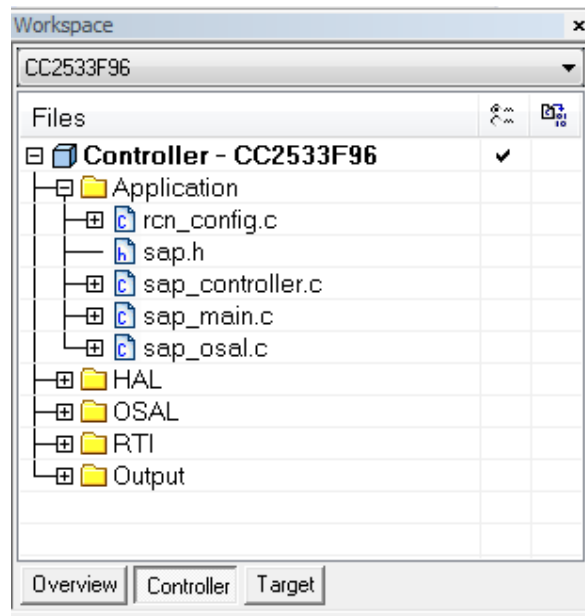 Workspace
CC2533F96
Files
Controller - CC2533F96
Application
rcn_config.c
sap.h
sap_controller.c
sap_main.c
sap_osal.c
HAL
OSAL
RTI
Output
Overview Controller Target